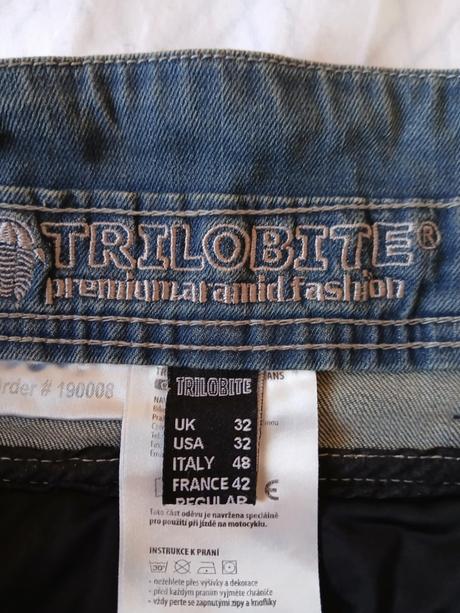 TRILOBITE®
premium aramid fashion
order # 190008
TRILOBITE
UK 32
USA 32
ITALY 48
FRANCE 42
REGULAR
Tato část oděvu je navržena speciálně
pro použití při jízdě na motocyklu.
INSTRUKCE K PRANÍ
30°
- nežehlete přes výšivky a dekorace
- před každým praním vyjměte chrániče
- vždy perte se zapnutými zipy a knoflíky